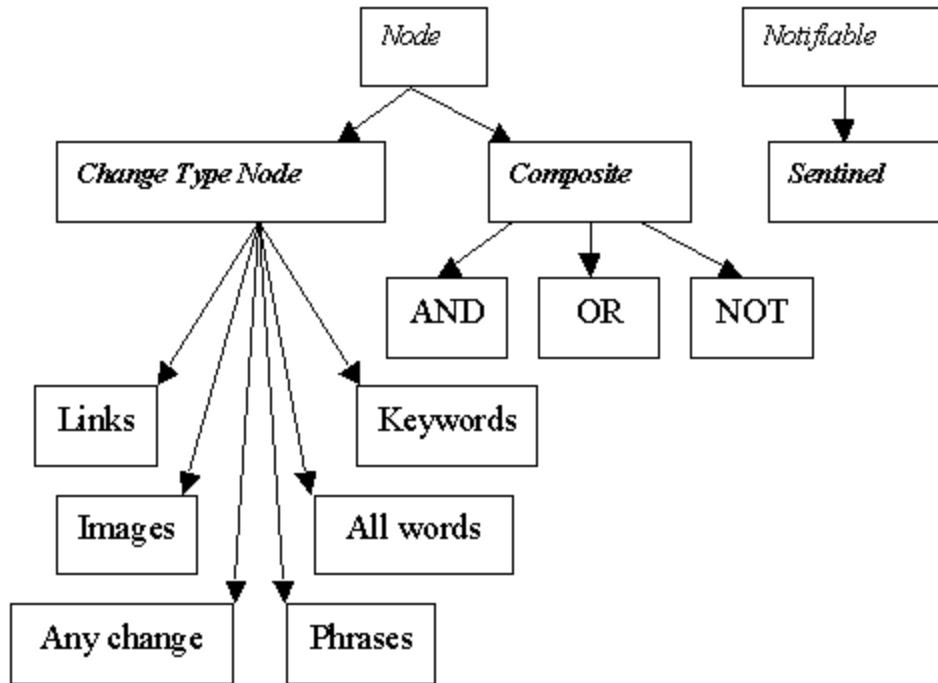 Node
Notifiable
Change Type Node
Composite
Sentinel
AND
OR
NOT
Links
Keywords
Images
All words
Any change
Phrases